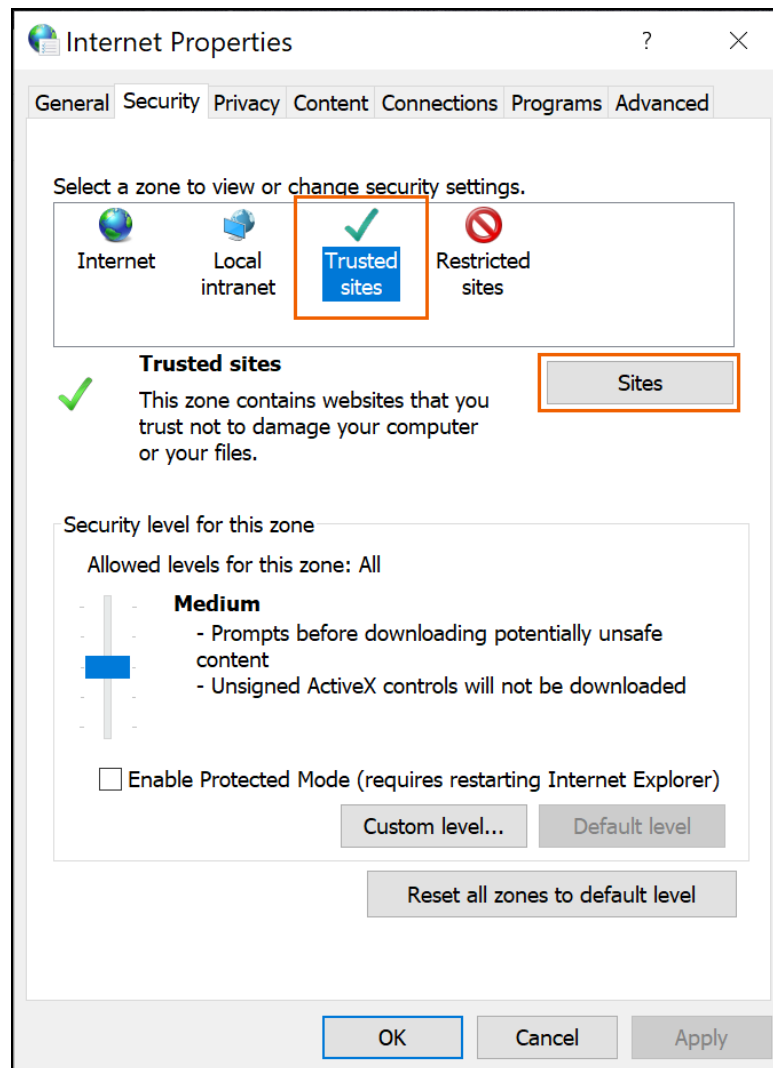 Internet Properties
?
General Security Privacy Content Connections Programs Advanced
Select a zone to view or change security settings.
Internet
Local
intranet
Trusted
sites
Restricted
sites
Trusted sites
Sites
This zone contains websites that you
trust not to damage your computer
or your files.
Security level for this zone
Allowed levels for this zone: All
Medium
- Prompts before downloading potentially unsafe
content
- Unsigned ActiveX controls will not be downloaded
Enable Protected Mode (requires restarting Internet Explorer)
Custom level... Default level
Reset all zones to default level
OK Cancel Apply